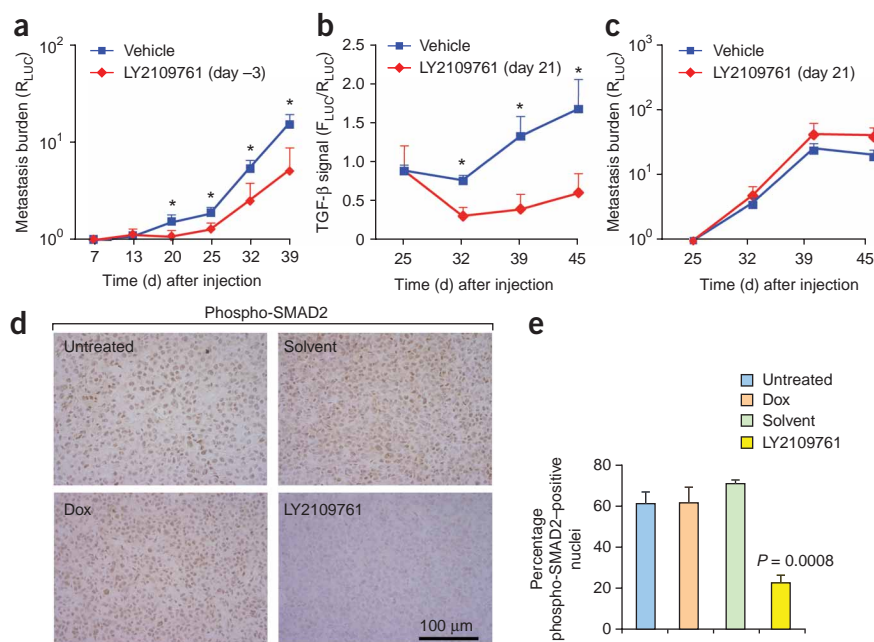 a
Metastasis burden (R_LUC)
10²
10¹
10⁰
Vehicle
LY2109761 (day –3)
*
*
*
*
7 13 20 25 32 39
Time (d) after injection
b
TGF-β signal (F_LUC/R_LUC)
2.5
2.0
1.5
1.0
0.5
0
Vehicle
LY2109761 (day 21)
*
*
*
25 32 39 45
Time (d) after injection
c
Metastasis burden (R_LUC)
10³
10²
10¹
10⁰
Vehicle
LY2109761 (day 21)
25 32 39 45
Time (d) after injection
d
Phospho-SMAD2
Untreated
Solvent
Dox
LY2109761
100 μm
e
Untreated
Dox
Solvent
LY2109761
Percentage
phospho-SMAD2–positive
nuclei
80
60
40
20
0
P = 0.0008